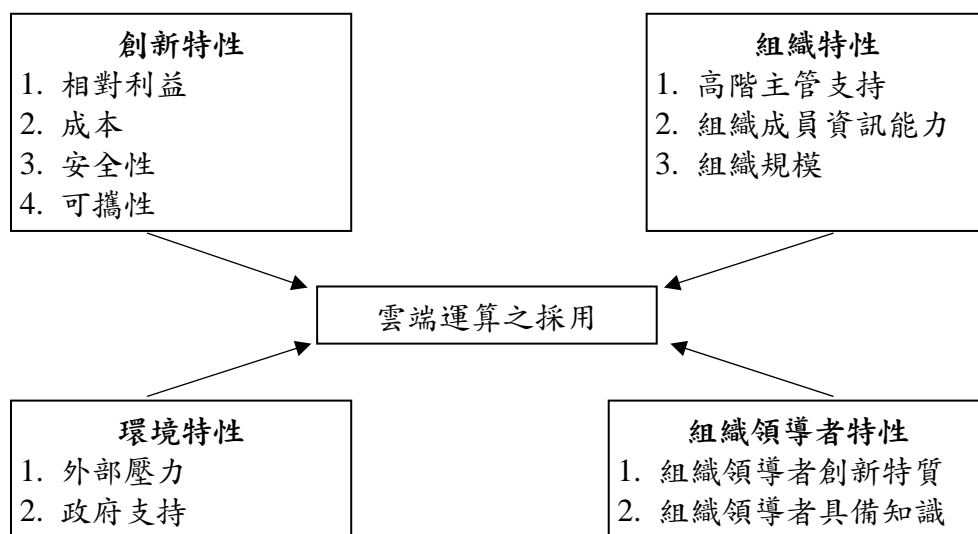 創新特性
1. 相對利益
2. 成本
3. 安全性
4. 可攜性
組織特性
1. 高階主管支持
2. 組織成員資訊能力
3. 組織規模
雲端運算之採用
環境特性
1. 外部壓力
2. 政府支持
組織領導者特性
1. 組織領導者創新特質
2. 組織領導者具備知識